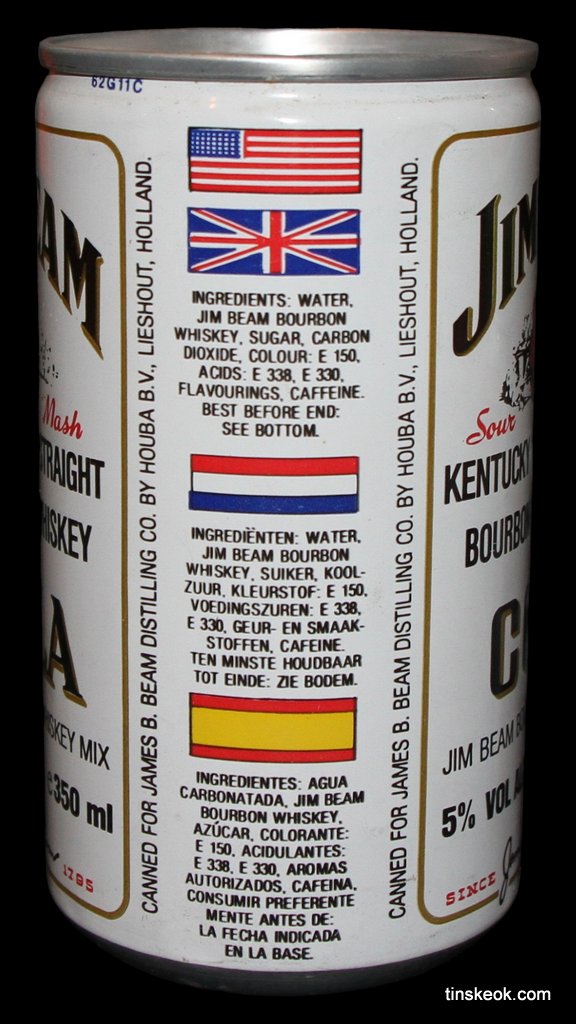 62G11C
EAM
Mash
STRAIGHT
WHISKEY
A
WHISKEY MIX
e 350 ml
1795
CANNED FOR JAMES B. BEAM DISTILLING CO. BY HOUBA B.V., LIESHOUT, HOLLAND.
INGREDIENTS: WATER,
JIM BEAM BOURBON
WHISKEY, SUGAR, CARBON
DIOXIDE, COLOUR: E 150,
ACIDS: E 338, E 330,
FLAVOURINGS, CAFFEINE.
BEST BEFORE END:
SEE BOTTOM.
INGREDIËNTEN: WATER,
JIM BEAM BOURBON
WHISKEY, SUIKER, KOOL-
ZUUR, KLEURSTOF: E 150,
VOEDINGSZUREN: E 338,
E 330, GEUR- EN SMAAK-
STOFFEN, CAFEINE.
TEN MINSTE HOUDBAAR
TOT EINDE: ZIE BODEM.
INGREDIENTES: AGUA
CARBONATADA, JIM BEAM
BOURBON WHISKEY,
AZÚCAR, COLORANTE:
E 150, ACIDULANTES:
E 338, E 330, AROMAS
AUTORIZADOS, CAFEINA,
CONSUMIR PREFERENTE
MENTE ANTES DE:
LA FECHA INDICADA
EN LA BASE.
CANNED FOR JAMES B. BEAM DISTILLING CO. BY HOUBA B.V., LIESHOUT, HOLLAND.
JIM
Sour
KENTUCKY
BOURBON
CO
JIM BEAM BO
5% VOL A
SINCE
tinskeok.com